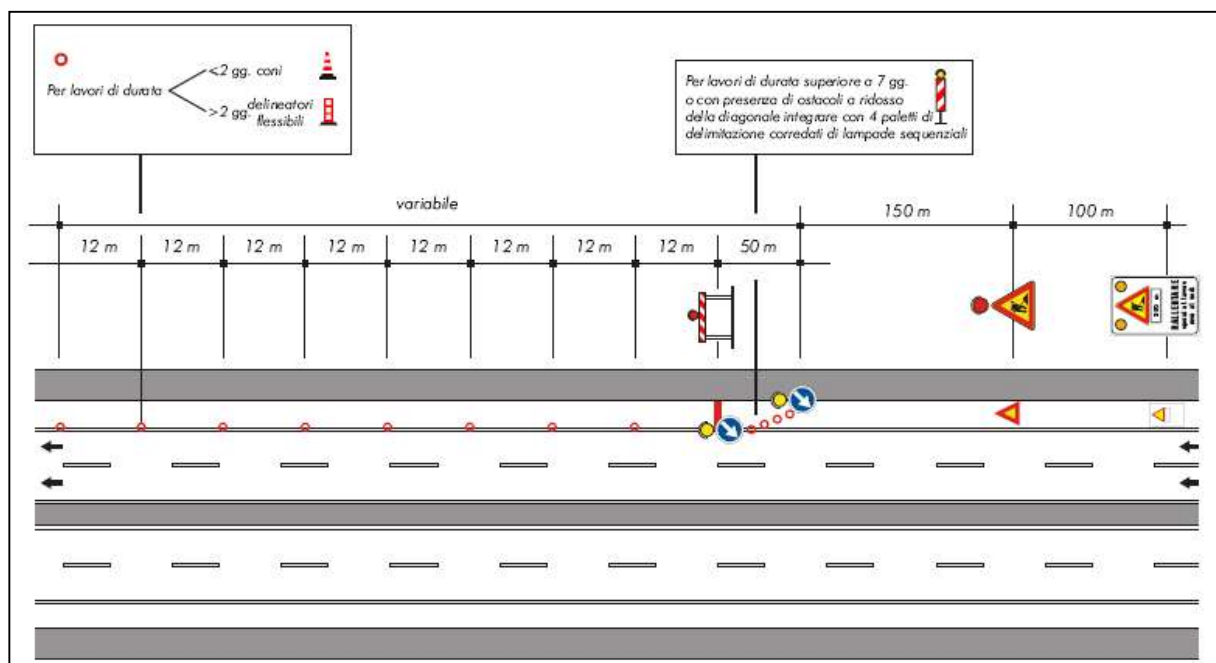 Per lavori di durata
<2 gg. coni
>2 gg. delineatori
flessibili
Per lavori di durata superiore a 7 gg.
o con presenza di ostacoli a ridosso
della diagonale integrare con 4 paletti di
delimitazione corredati di lampade sequenziali
variabile
150 m
100 m
12 m
12 m
12 m
12 m
12 m
12 m
12 m
12 m
50 m
RALLENTARE